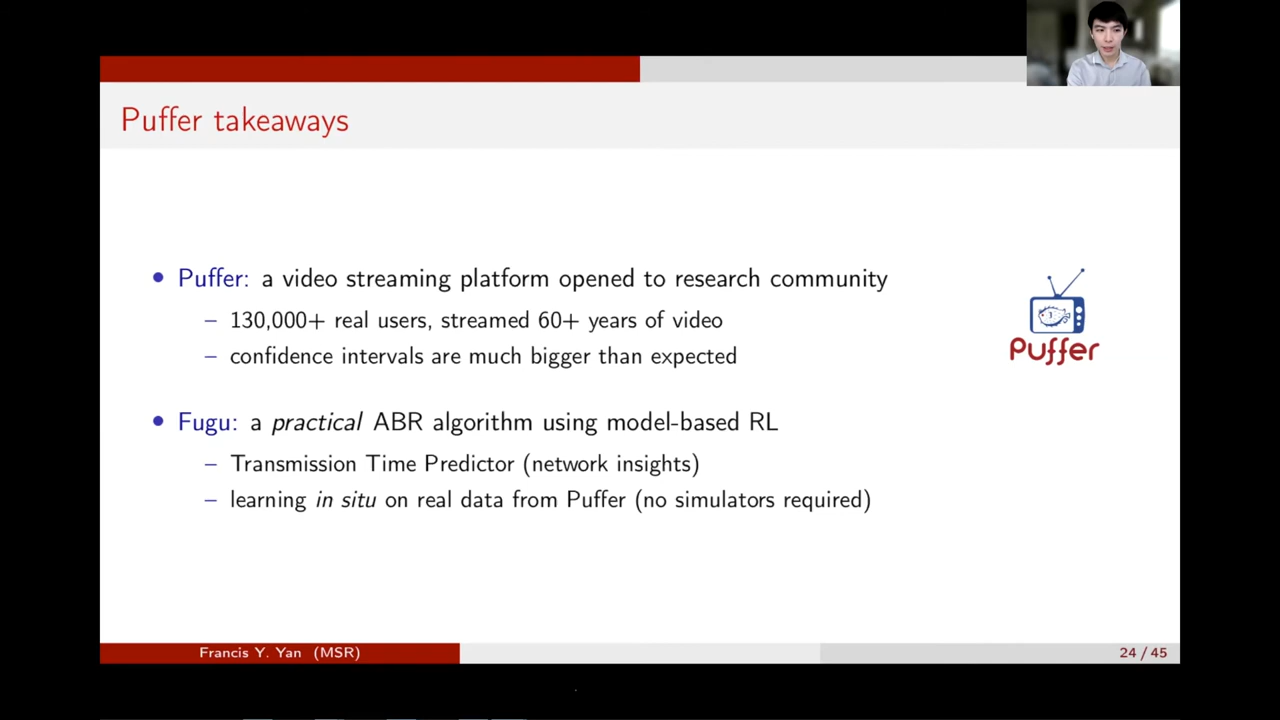 Puffer takeaways
• Puffer: a video streaming platform opened to research community
– 130,000+ real users, streamed 60+ years of video
– confidence intervals are much bigger than expected
Puffer
• Fugu: a practical ABR algorithm using model-based RL
– Transmission Time Predictor (network insights)
– learning in situ on real data from Puffer (no simulators required)
Francis Y. Yan (MSR)
24 / 45